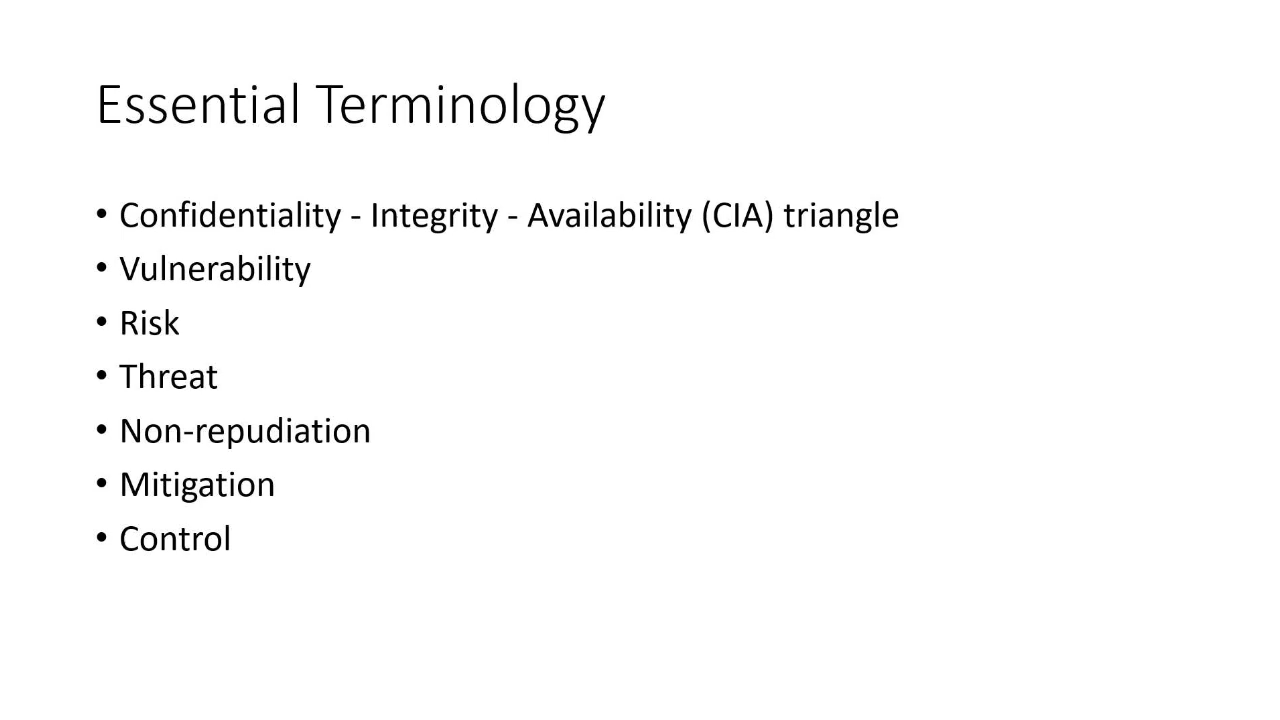 Essential Terminology
• Confidentiality - Integrity - Availability (CIA) triangle
• Vulnerability
• Risk
• Threat
• Non-repudiation
• Mitigation
• Control